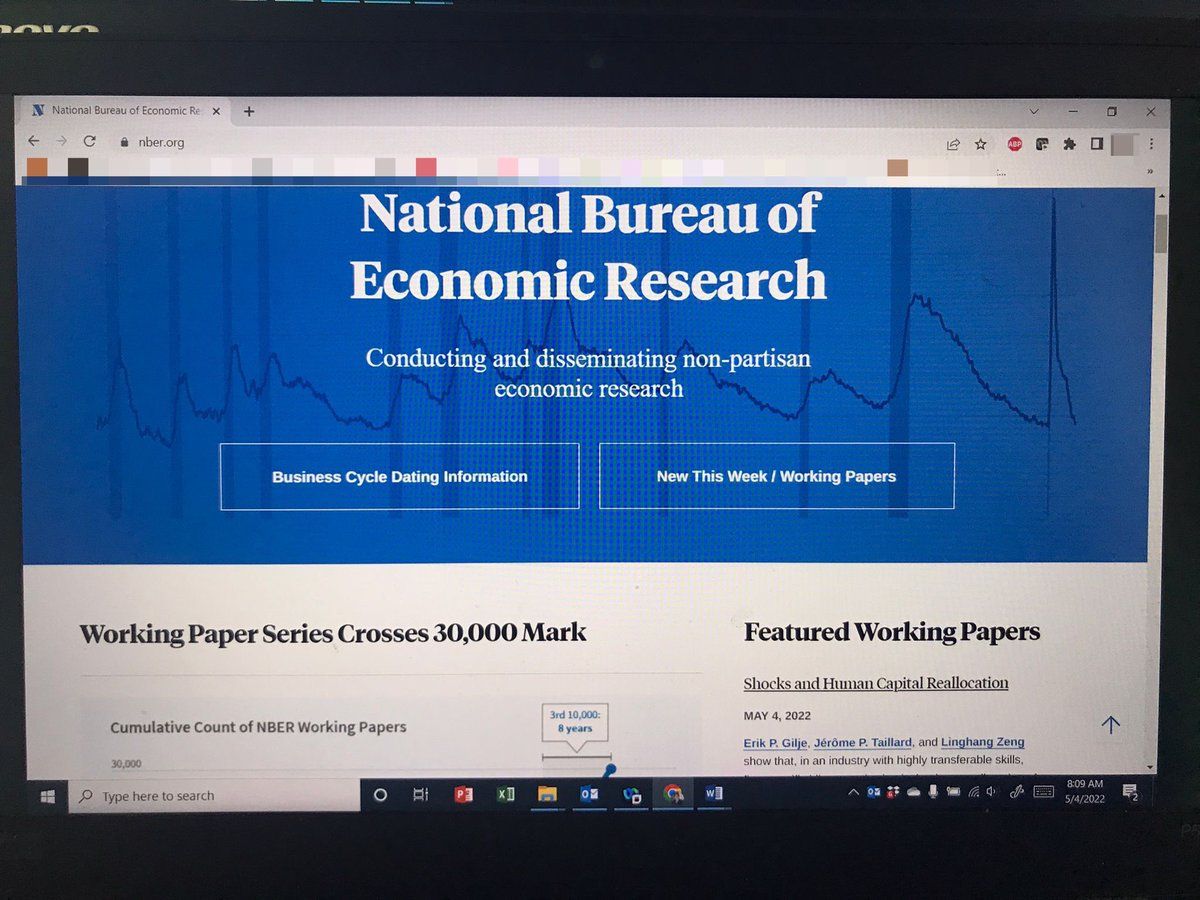 National Bureau of Economic Re
nber.org
ABP
National Bureau of
Economic Research
Conducting and disseminating non-partisan
economic research
Business Cycle Dating Information
New This Week / Working Papers
Working Paper Series Crosses 30,000 Mark
Cumulative Count of NBER Working Papers
3rd 10,000:
8 years
30,000
Featured Working Papers
Shocks and Human Capital Reallocation
MAY 4, 2022
Erik P. Gilje, Jérôme P. Taillard, and Linghang Zeng
show that, in an industry with highly transferable skills,
Type here to search
8:09 AM
5/4/2022
2